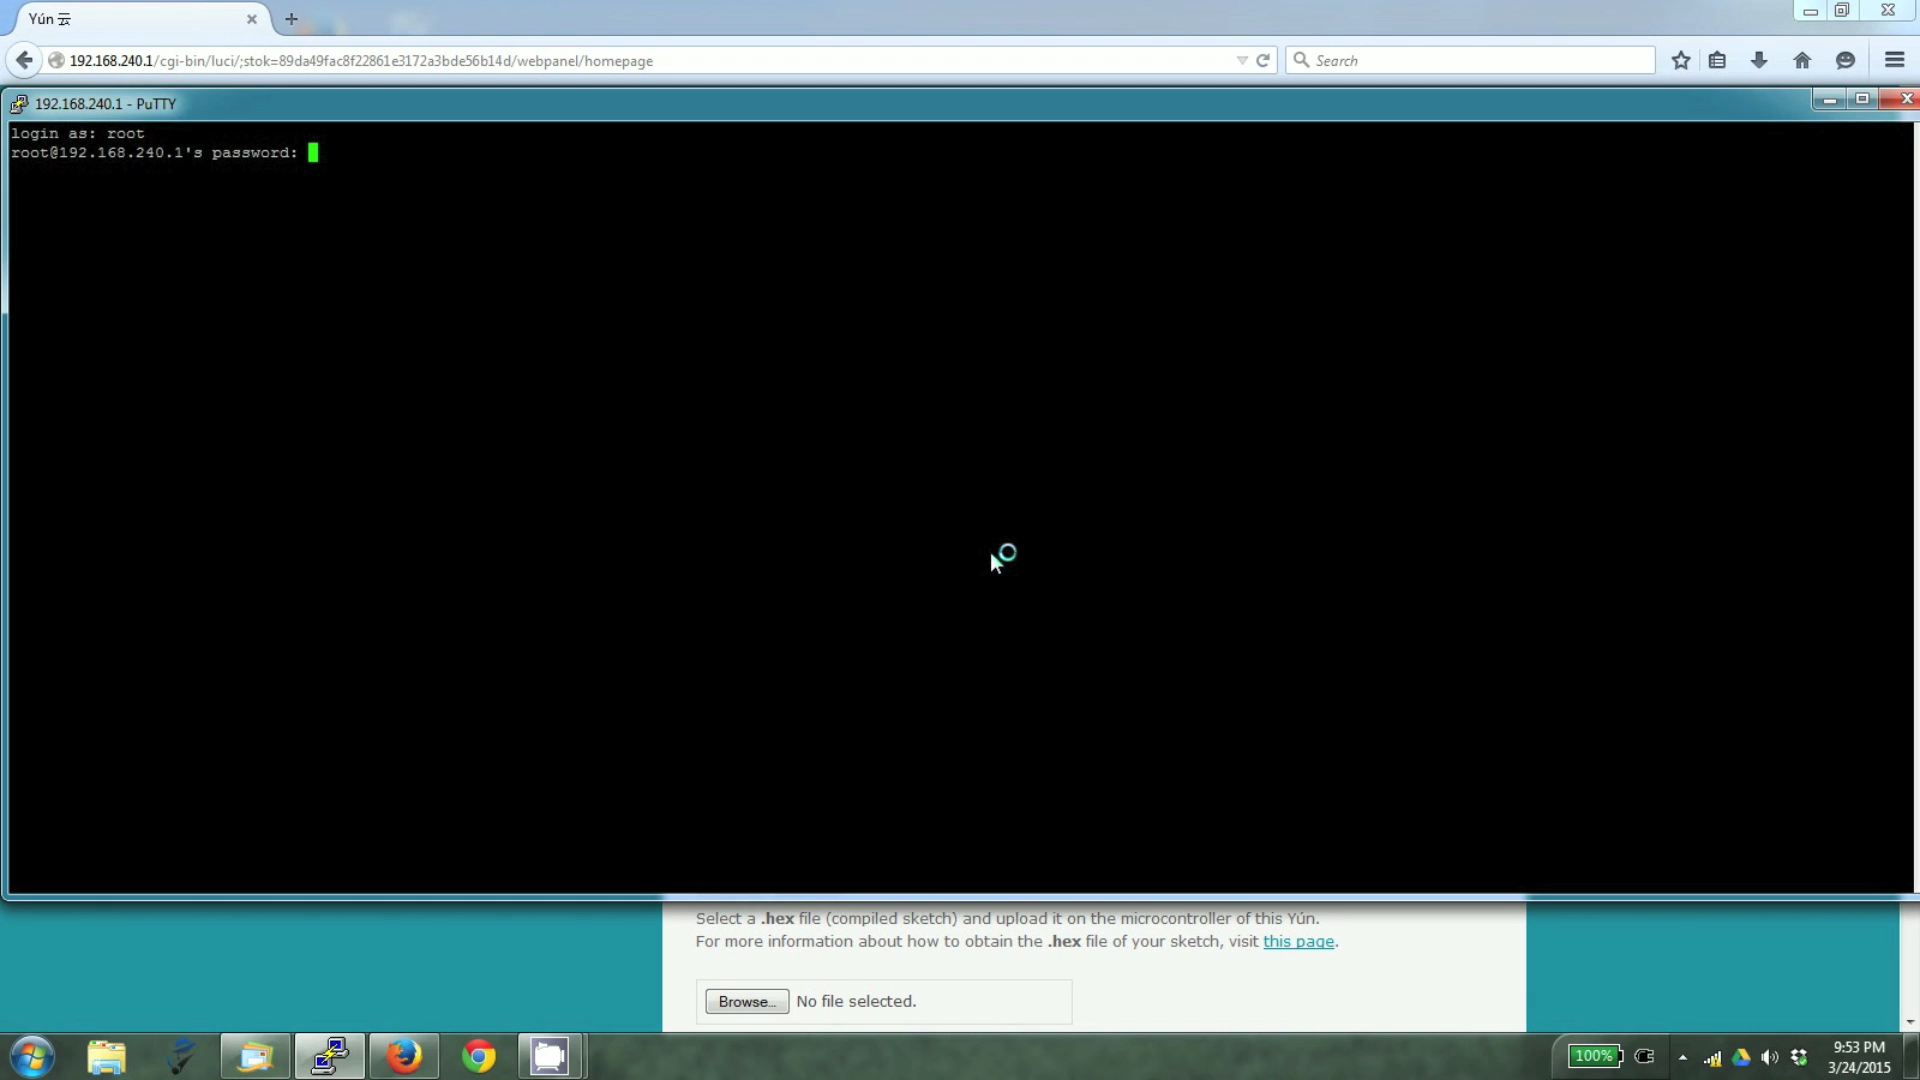 Yún 云
192.168.240.1/cgi-bin/luci/;stok=89da49fac8f22861e3172a3bde56b14d/webpanel/homepage
Search
192.168.240.1 - PuTTY
login as: root
root@192.168.240.1's password:
Select a .hex file (compiled sketch) and upload it on the microcontroller of this Yún.
For more information about how to obtain the .hex file of your sketch, visit this page.
Browse... No file selected.
100%
9:53 PM
3/24/2015